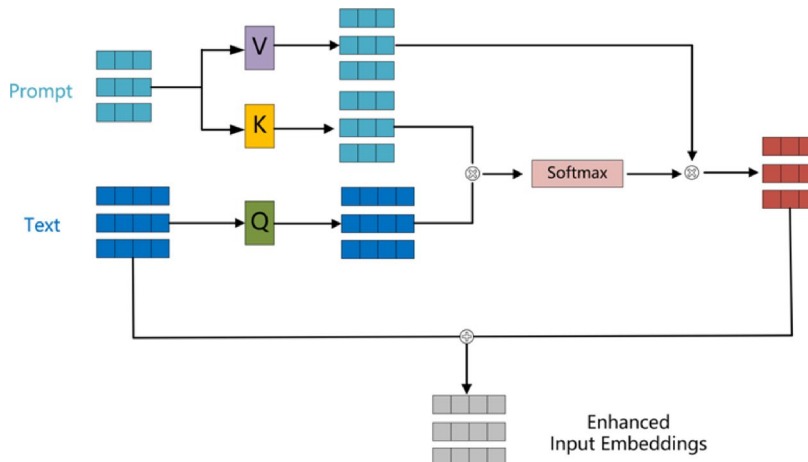 V
Prompt
K
Softmax
Text
Q
Enhanced
Input Embeddings